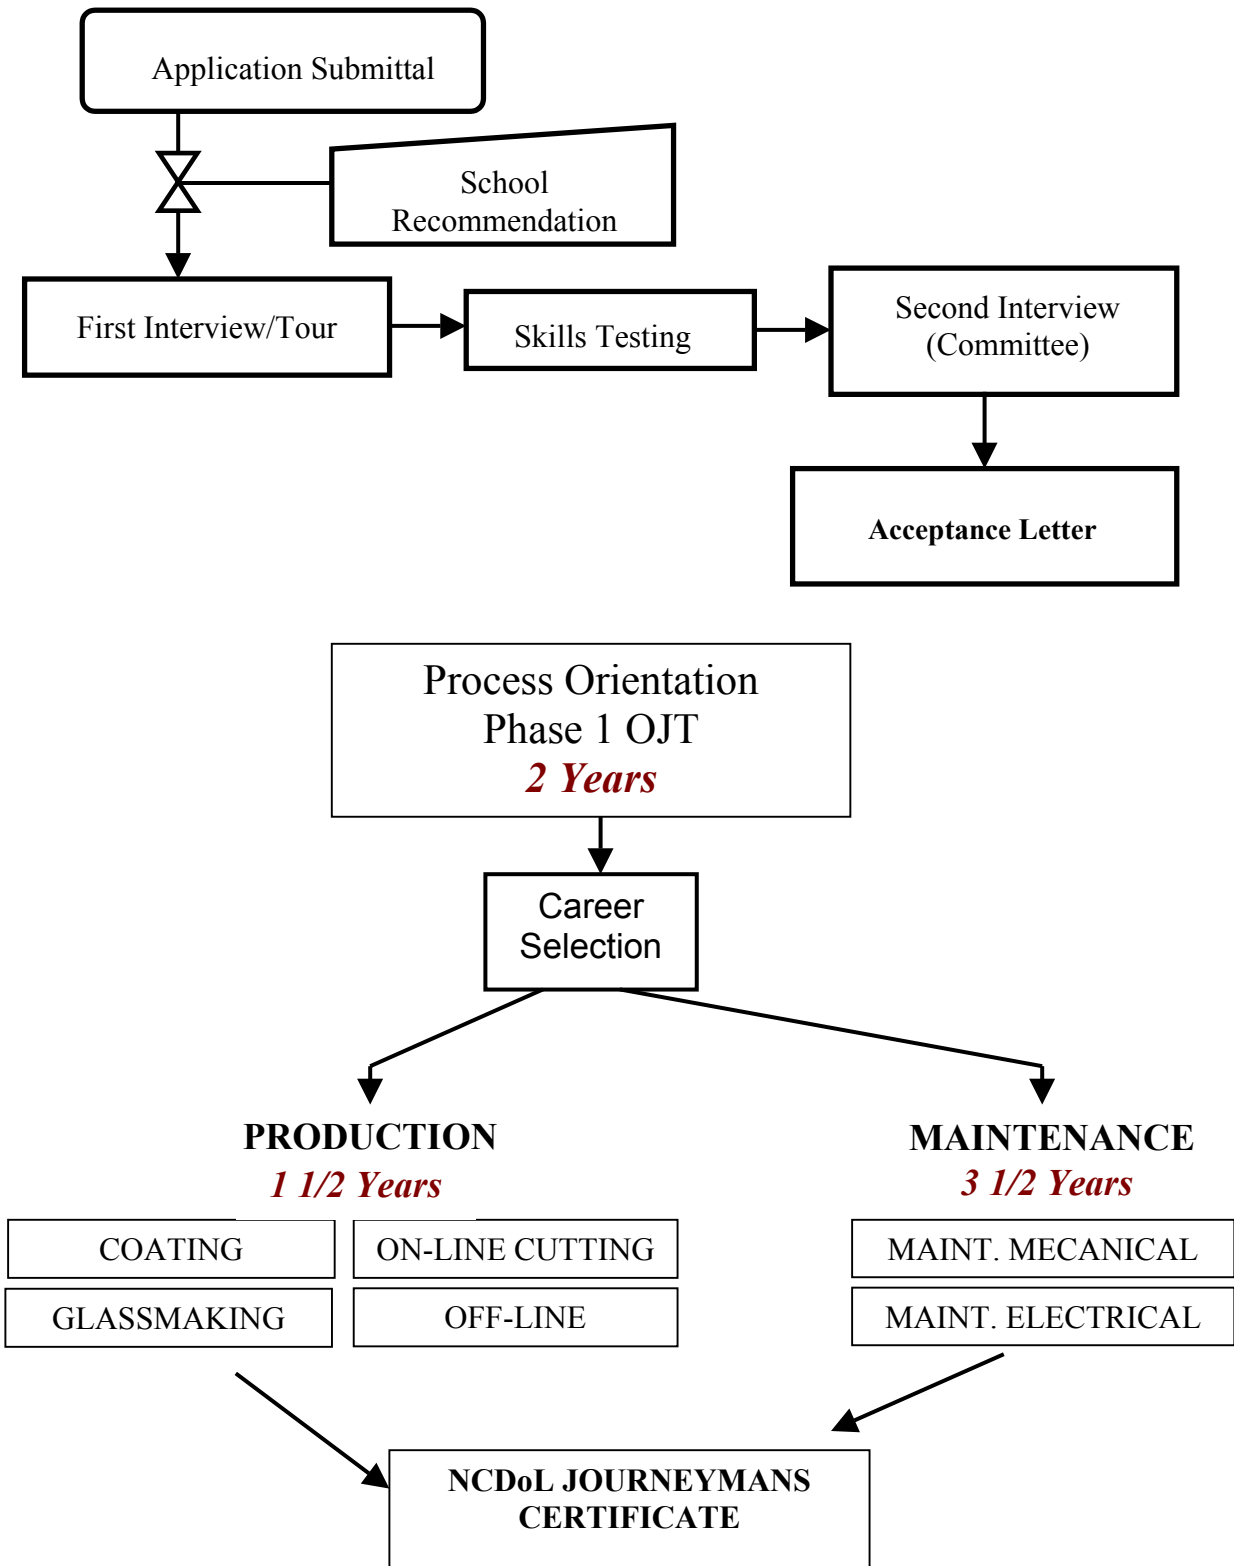 Application Submittal
School
Recommendation
First Interview/Tour
Skills Testing
Second Interview
(Committee)
Acceptance Letter
Process Orientation
Phase 1 OJT
2 Years
Career
Selection
PRODUCTION
1 1/2 Years
MAINTENANCE
3 1/2 Years
COATING
ON-LINE CUTTING
GLASSMAKING
OFF-LINE
MAINT. MECANICAL
MAINT. ELECTRICAL
NCDoL JOURNEYMANS
CERTIFICATE